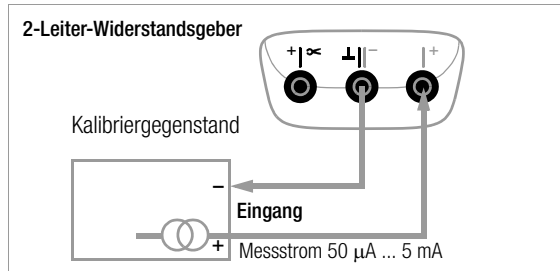 2-Leiter-Widerstandsgeber
+ – +
Kalibriergegenstand
–
Eingang
+
Messstrom 50 µA ... 5 mA